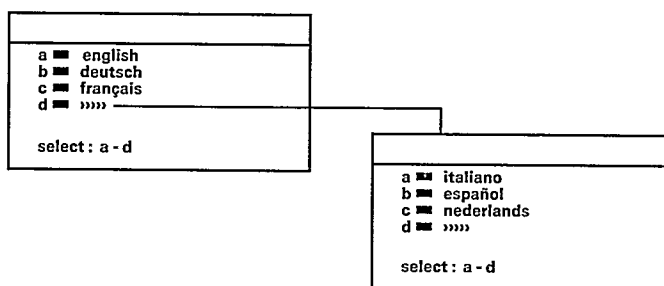 a ■ english
b ■ deutsch
c ■ français
d ■ »»»
select: a - d
a ■ italiano
b ■ español
c ■ nederlands
d ■ »»»
select: a - d